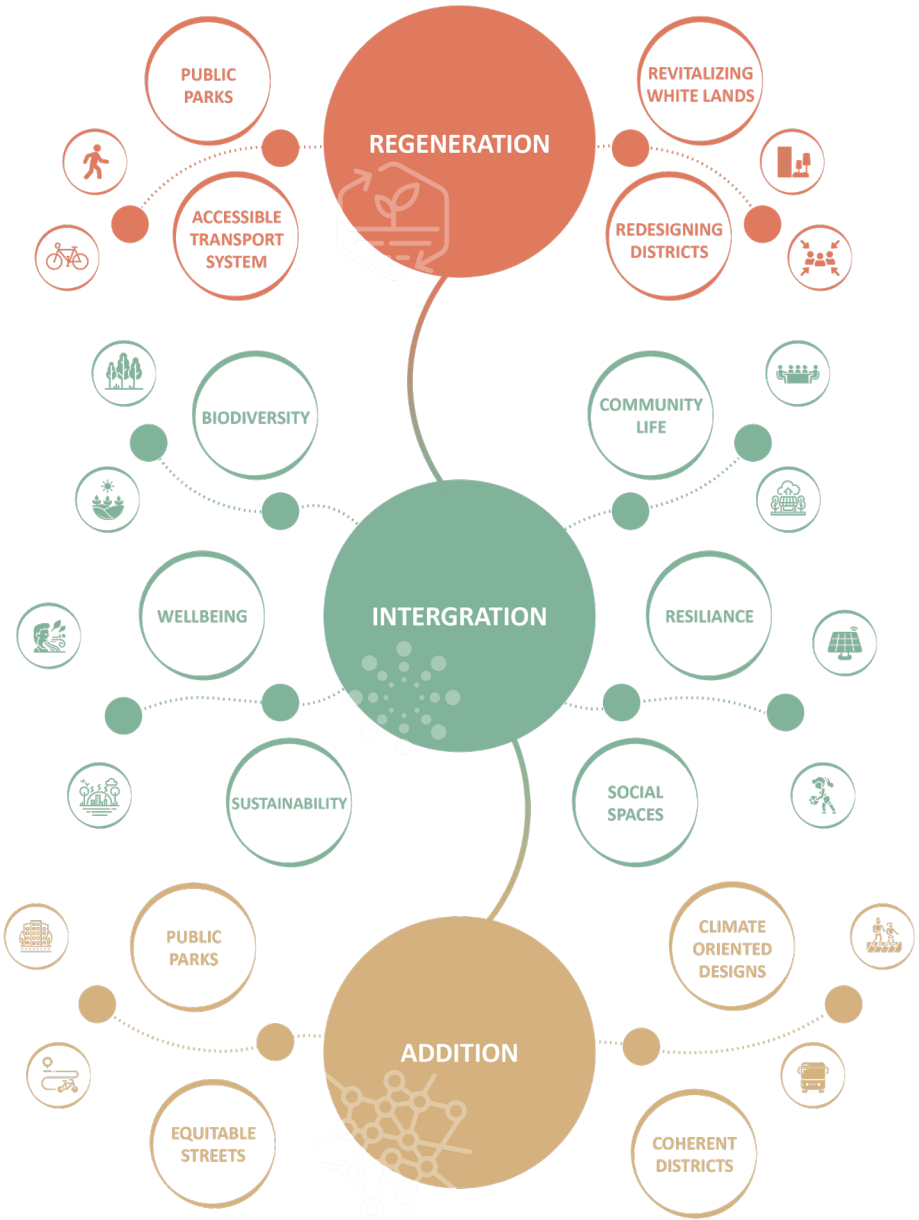 PUBLIC
PARKS
REVITALIZING
WHITE LANDS
REGENERATION
ACCESSIBLE
TRANSPORT
SYSTEM
REDESIGNING
DISTRICTS
BIODIVERSITY
COMMUNITY
LIFE
WELLBEING
INTERGRATION
RESILIANCE
SUSTAINABILITY
SOCIAL
SPACES
PUBLIC
PARKS
CLIMATE
ORIENTED
DESIGNS
ADDITION
EQUITABLE
STREETS
COHERENT
DISTRICTS